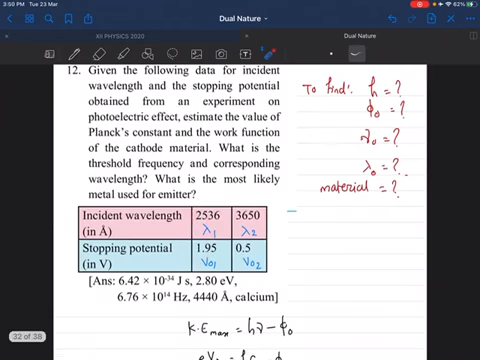 3:50 PM Tue 23 Mar
Dual Nature
62%
XII PHYSICS 2020
Dual Nature
12. Given the following data for incident
wavelength and the stopping potential
obtained from an experiment on
photoelectric effect, estimate the value of
Planck's constant and the work function
of the cathode material. What is the
threshold frequency and corresponding
wavelength? What is the most likely
metal used for emitter?
Incident wavelength (in Å) 2536 λ₁ 3650 λ₂
Stopping potential (in V) 1.95 V₀₁ 0.5 V₀₂
[Ans: 6.42 × 10⁻³⁴ J s, 2.80 eV,
6.76 × 10¹⁴ Hz, 4440 Å, calcium]
To find: h = ?
ϕ₀ = ?
ν₀ = ?
λ₀ = ?
material = ?
K.Emax = hν − ϕ₀
32 of 38